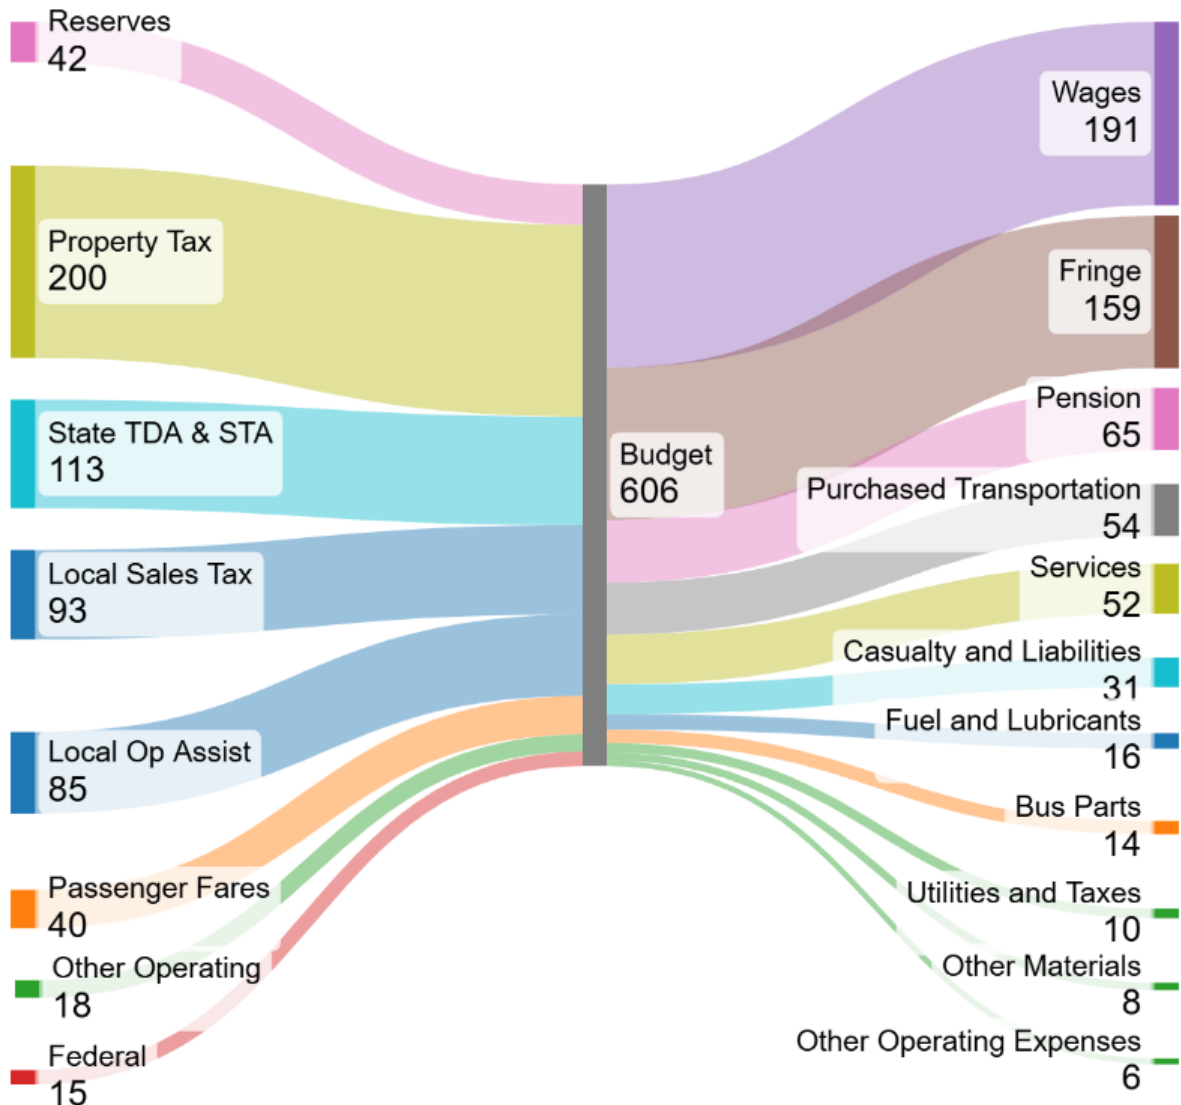 Reserves
42
Property Tax
200
State TDA & STA
113
Local Sales Tax
93
Local Op Assist
85
Passenger Fares
40
Other Operating
18
Federal
15
Budget
606
Wages
191
Fringe
159
Pension
65
Purchased Transportation
54
Services
52
Casualty and Liabilities
31
Fuel and Lubricants
16
Bus Parts
14
Utilities and Taxes
10
Other Materials
8
Other Operating Expenses
6